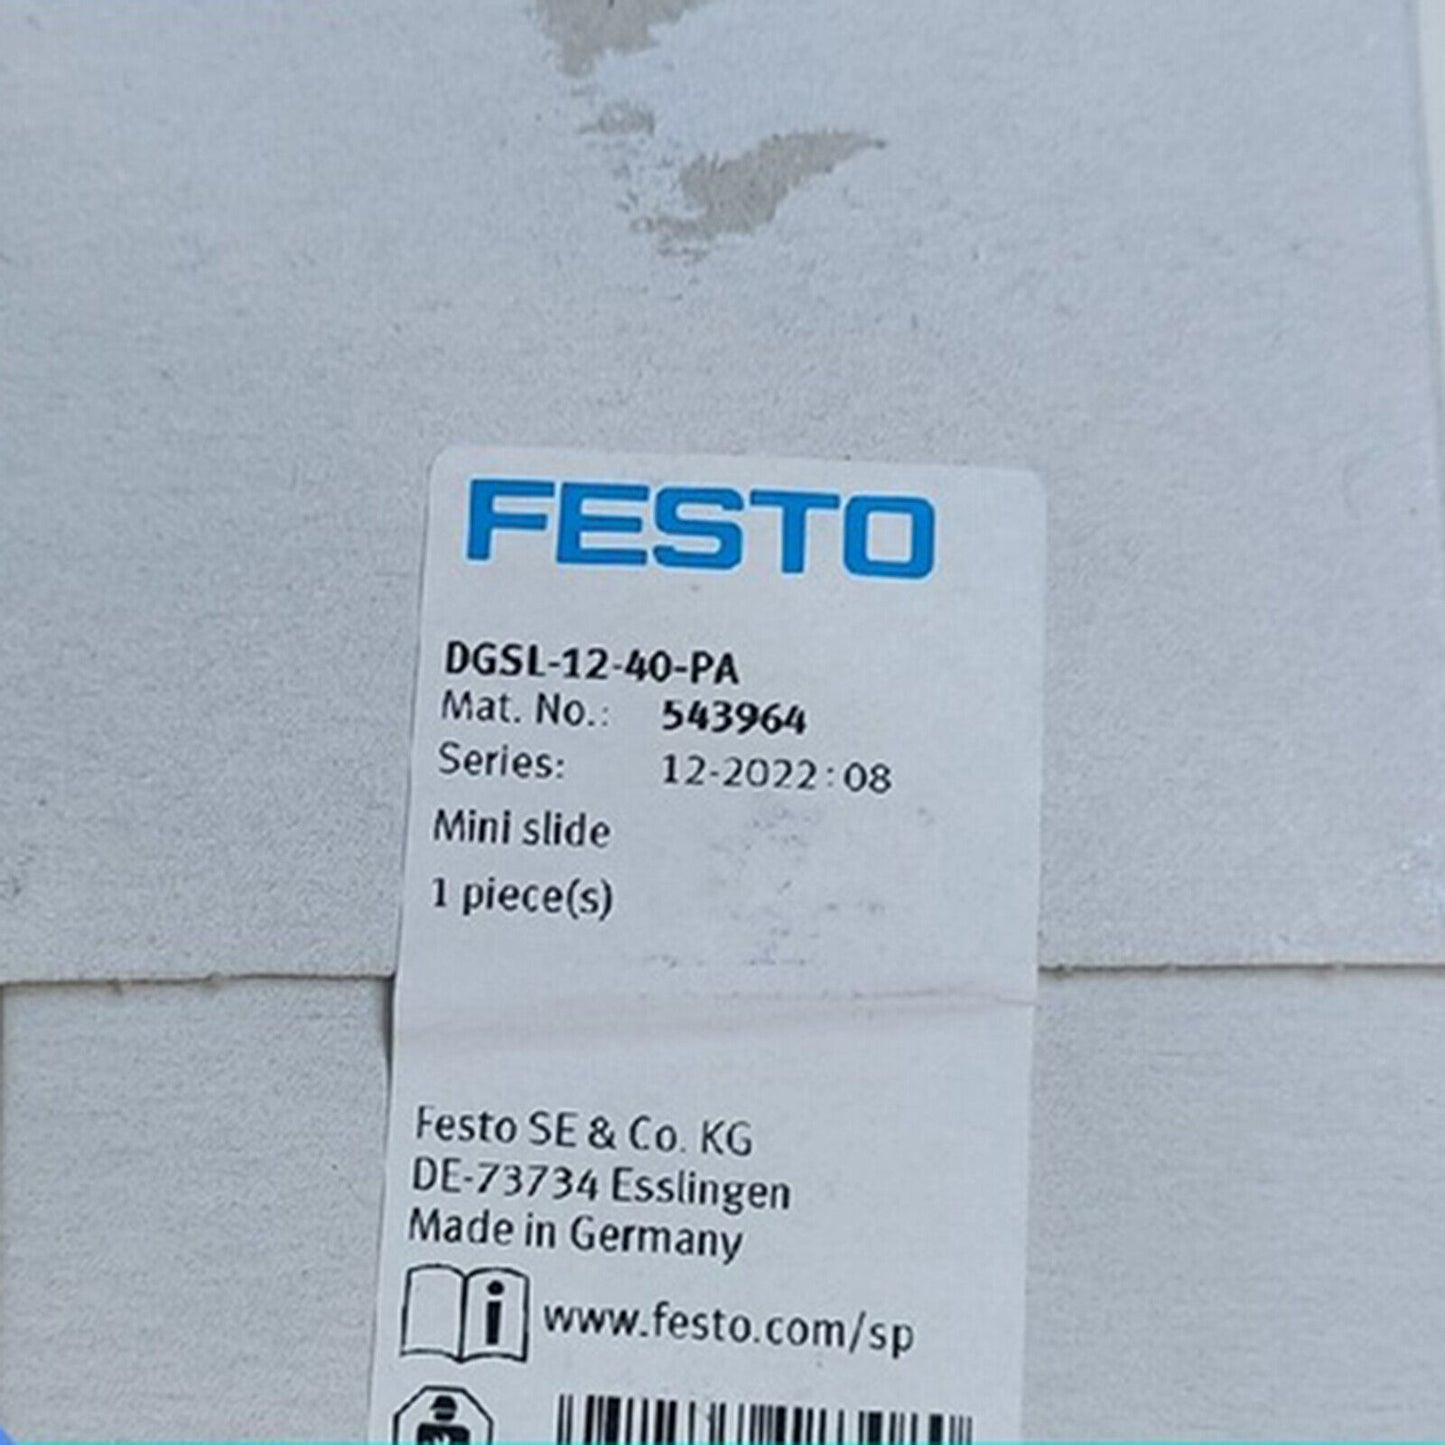 FESTO
DGSL-12-40-PA
Mat. No.: 543964
Series: 12-2022:08
Mini slide
1 piece(s)
Festo SE & Co. KG
DE-73734 Esslingen
Made in Germany
i www.festo.com/sp